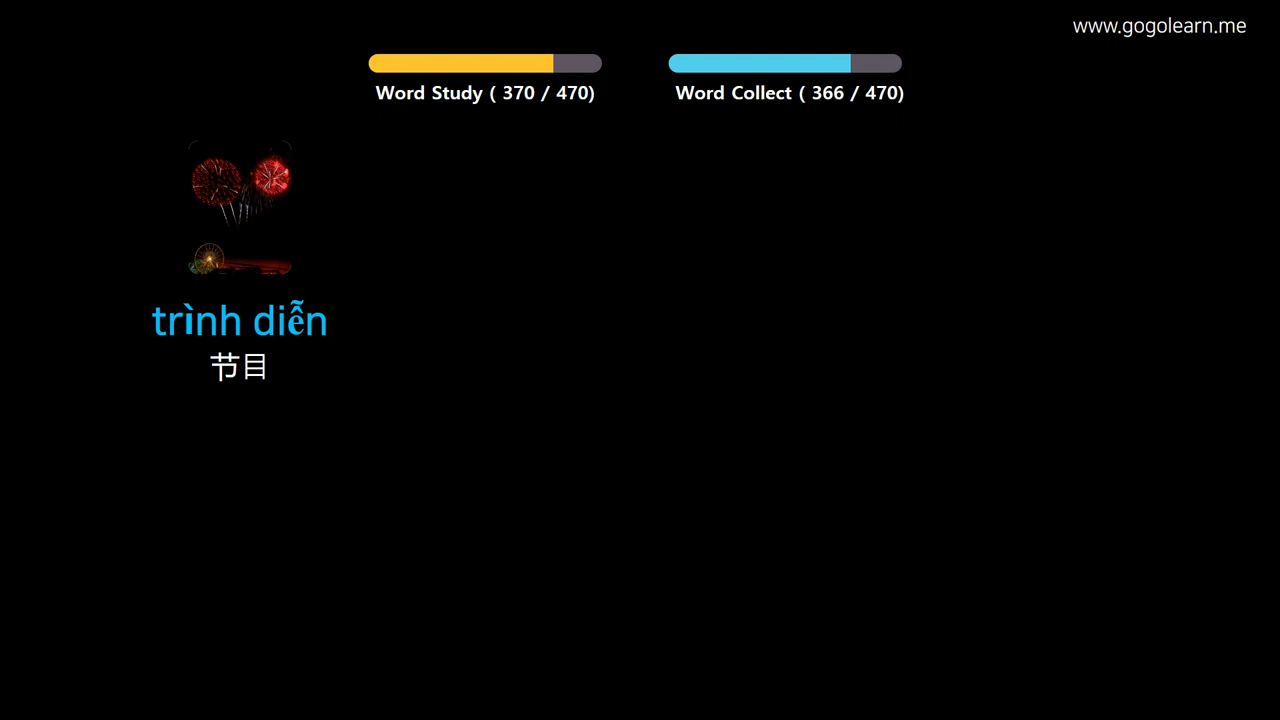 www.gogolearn.me
Word Study ( 370 / 470)
Word Collect ( 366 / 470)
trình diễn
节目